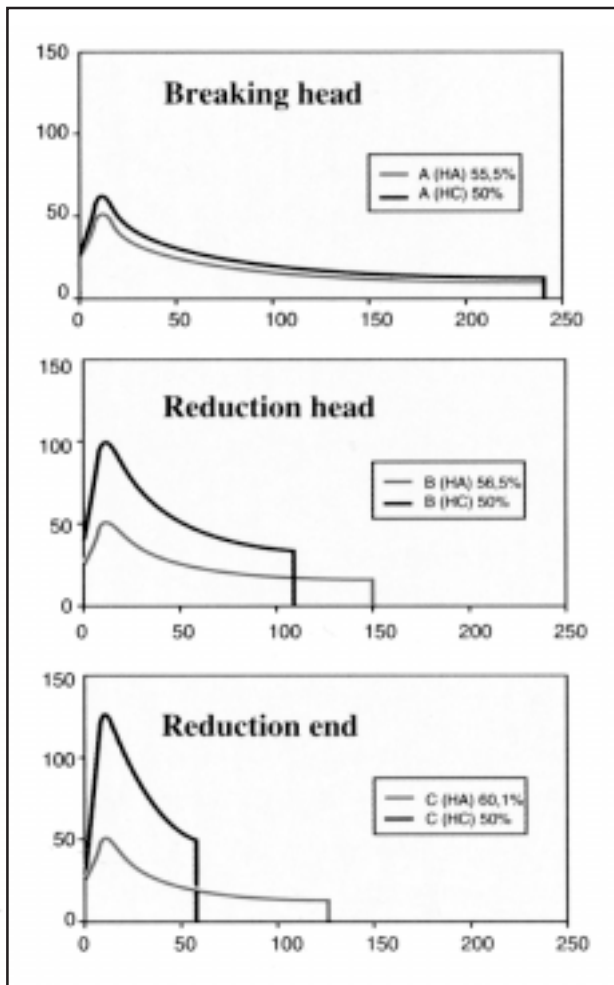 150
Breaking head
100
A (HA) 55,5%
A (HC) 50%
50
0
0 50 100 150 200 250
150
Reduction head
100
B (HA) 56,5%
B (HC) 50%
50
0
0 50 100 150 200 250
150
Reduction end
100
C (HA) 60,1%
C (HC) 50%
50
0
0 50 100 150 200 250